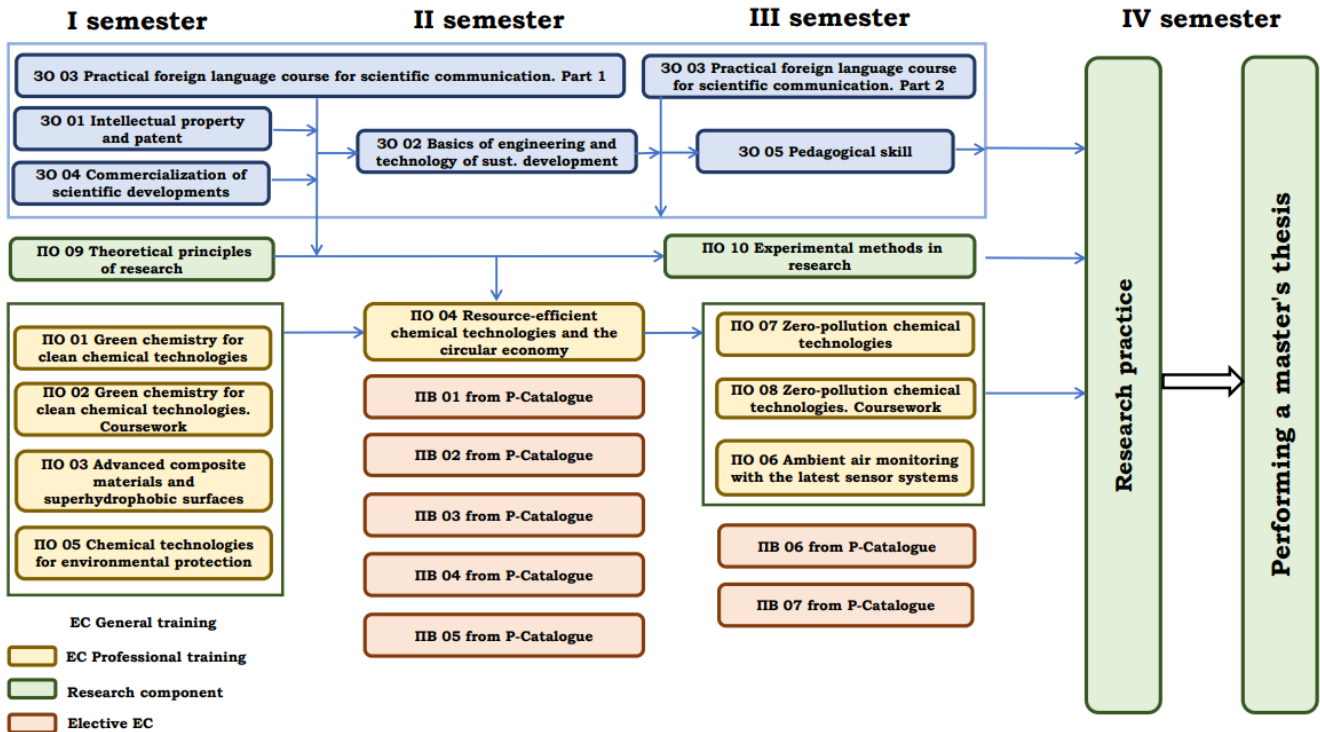 I semester
II semester
III semester
IV semester
ЗО 03 Practical foreign language course for scientific communication. Part 1
ЗО 03 Practical foreign language course
for scientific communication. Part 2
ЗО 01 Intellectual property
and patent
ЗО 02 Basics of engineering and
technology of sust. development
ЗО 05 Pedagogical skill
ЗО 04 Commercialization of
scientific developments
ПО 09 Theoretical principles
of research
ПО 10 Experimental methods in
research
ПО 01 Green chemistry for
clean chemical technologies
ПО 02 Green chemistry for
clean chemical technologies.
Coursework
ПО 03 Advanced composite
materials and
superhydrophobic surfaces
ПО 05 Chemical technologies
for environmental protection
ПО 04 Resource-efficient
chemical technologies and the
circular economy
ПВ 01 from P-Catalogue
ПВ 02 from P-Catalogue
ПВ 03 from P-Catalogue
ПВ 04 from P-Catalogue
ПВ 05 from P-Catalogue
ПО 07 Zero-pollution chemical
technologies
ПО 08 Zero-pollution chemical
technologies. Coursework
ПО 06 Ambient air monitoring
with the latest sensor systems
ПВ 06 from P-Catalogue
ПВ 07 from P-Catalogue
Research practice
Performing a master's thesis
EC General training
EC Professional training
Research component
Elective EC